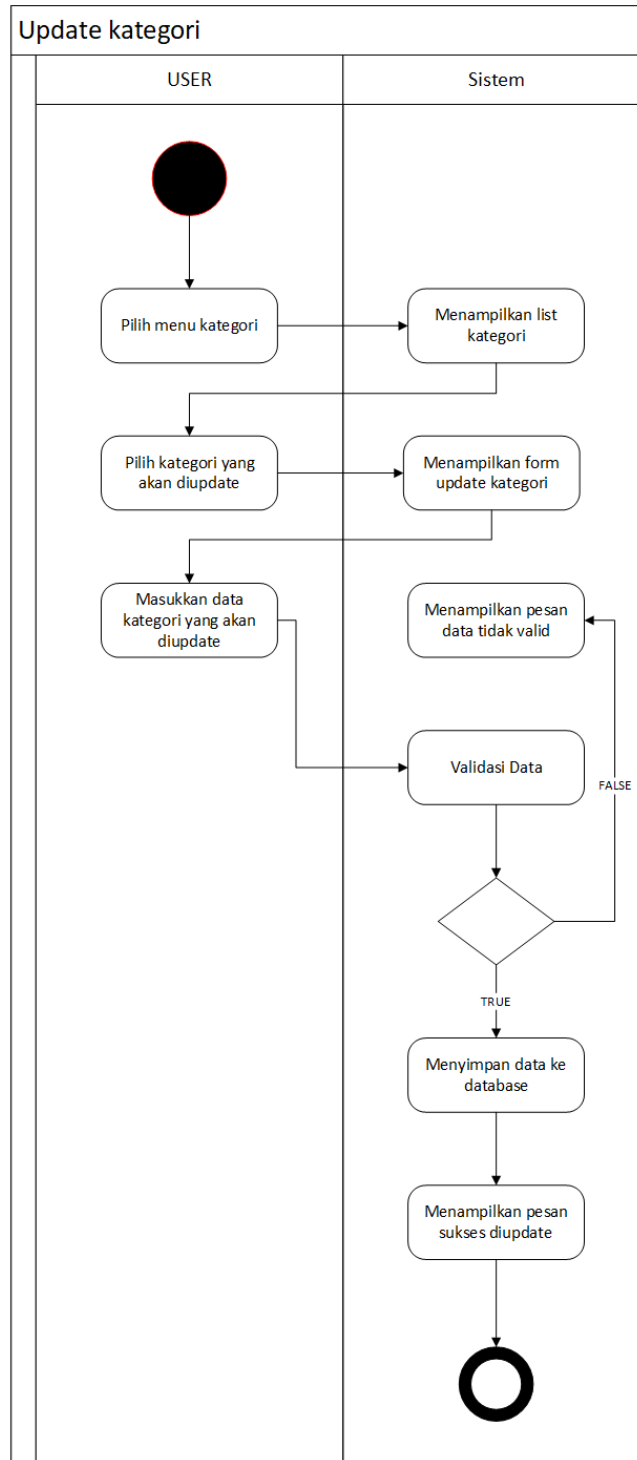 Update kategori
USER
Sistem
Pilih menu kategori
Menampilkan list
kategori
Pilih kategori yang
akan diupdate
Menampilkan form
update kategori
Masukkan data
kategori yang akan
diupdate
Menampilkan pesan
data tidak valid
Validasi Data
FALSE
TRUE
Menyimpan data ke
database
Menampilkan pesan
sukses diupdate